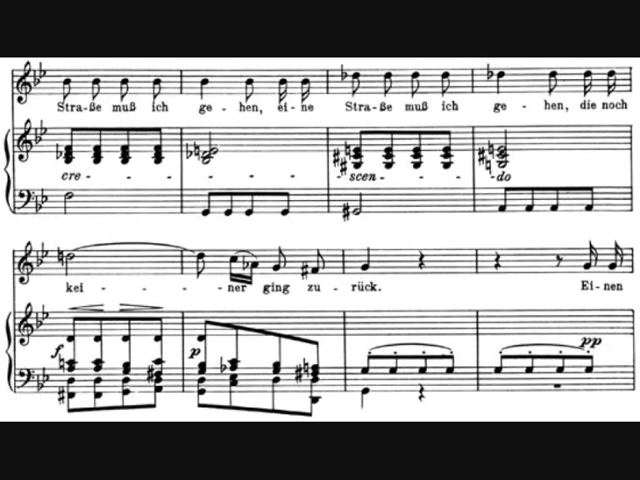 Stra-ße muß ich ge-hen, ei-ne Stra-ße muß ich ge-hen, die noch
cre - - - - - - scen - - - - do
kei - - - - ner ging zu-rück. Ei-nen
f p pp